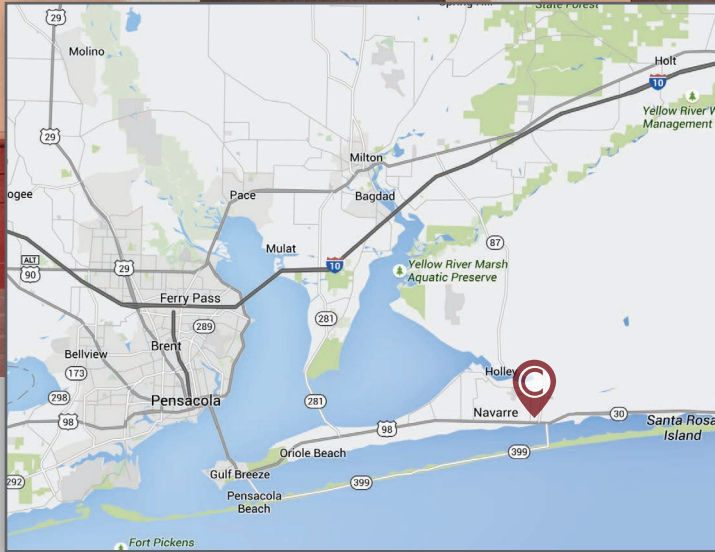 State Forest
29
Molino
Holt
10
Yellow River
Management
29
Milton
Pace
Bagdad
87
ALT
90
29
Mulat
10
Yellow River Marsh
Aquatic Preserve
Ferry Pass
289
281
Brent
Bellview
173
Holley
C
298
Pensacola
281
Navarre
30
98
98
Santa Rosa
Island
Oriole Beach
399
Gulf Breeze
292
399
Pensacola
Beach
Fort Pickens